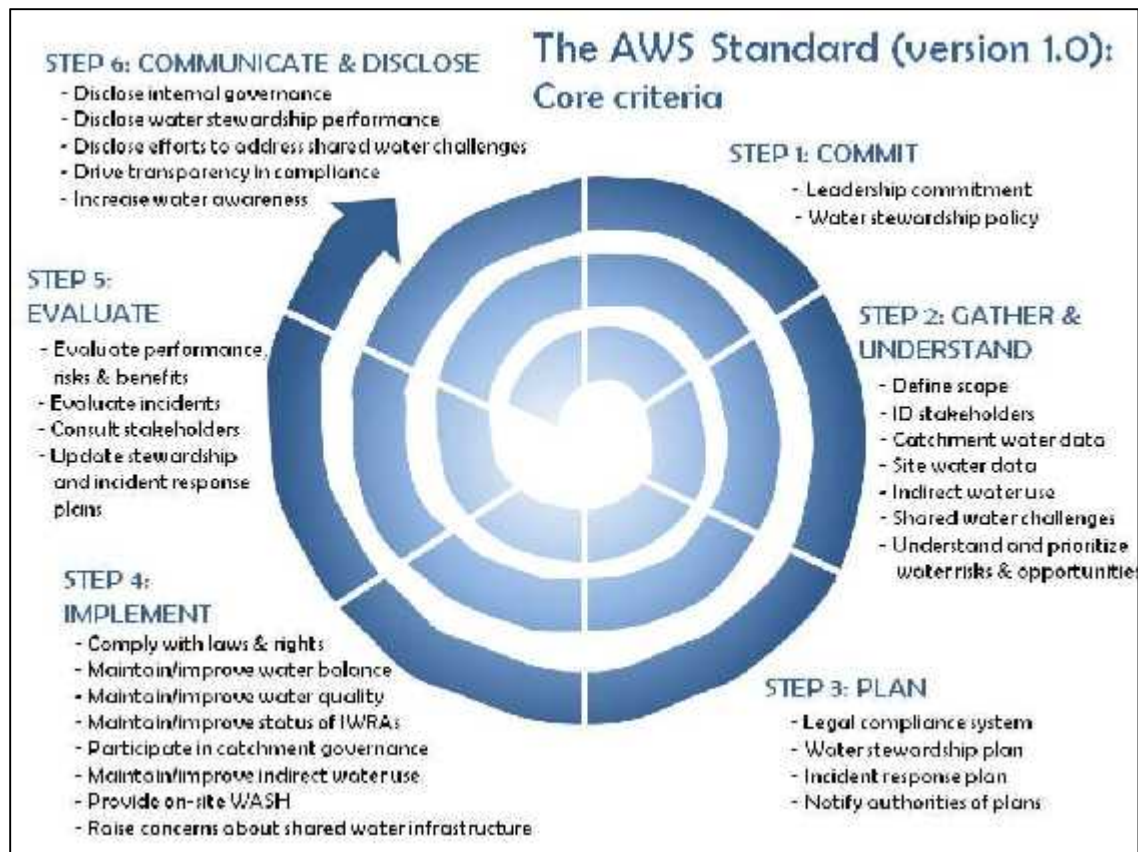 The AWS Standard (version 1.0):
Core criteria
STEP 1: COMMIT
- Leadership commitment
- Water stewardship policy
STEP 2: GATHER &
UNDERSTAND
- Define scope
- ID stakeholders
- Catchment water data
- Site water data
- Indirect water use
- Shared water challenges
- Understand and prioritize
water risks & opportunities
STEP 3: PLAN
- Legal compliance system
- Water stewardship plan
- Incident response plan
- Notify authorities of plans
STEP 4:
IMPLEMENT
- Comply with laws & rights
- Maintain/improve water balance
- Maintain/improve water quality
- Maintain/improve status of IWRAs
- Participate in catchment governance
- Maintain/improve indirect water use
- Provide on-site WASH
- Raise concerns about shared water infrastructure
STEP 5:
EVALUATE
- Evaluate performance,
risks & benefits
- Evaluate incidents
- Consult stakeholders
- Update stewardship
and incident response
plans
STEP 6: COMMUNICATE & DISCLOSE
- Disclose internal governance
- Disclose water stewardship performance
- Disclose efforts to address shared water challenges
- Drive transparency in compliance
- Increase water awareness